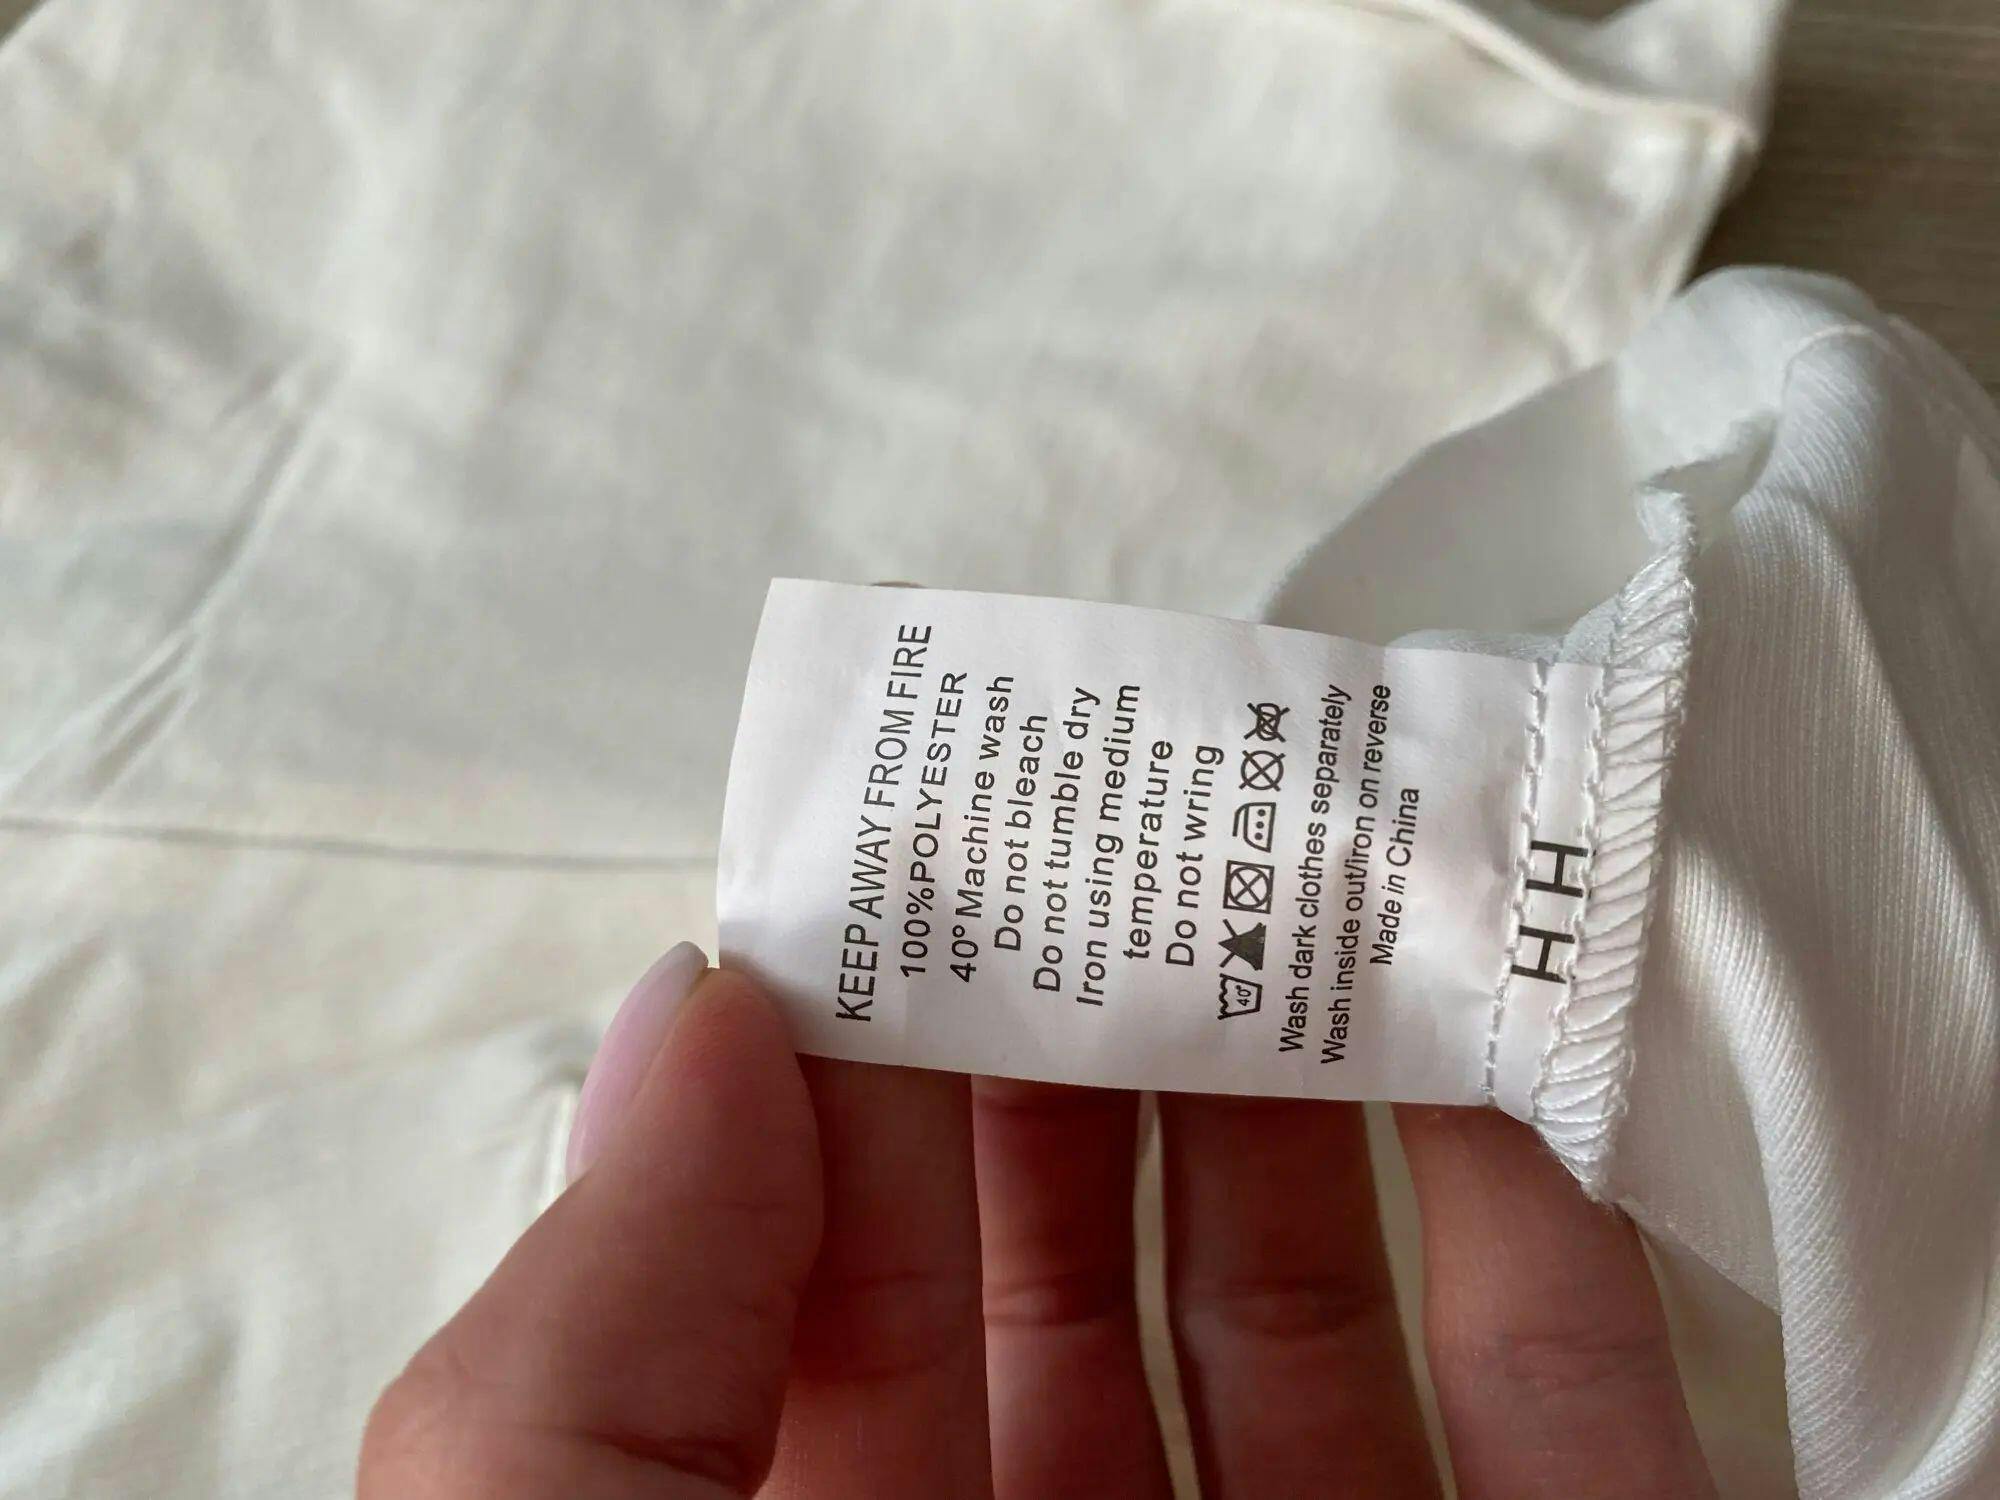 KEEP AWAY FROM FIRE
100%POLYESTER
40° Machine wash
Do not bleach
Do not tumble dry
Iron using medium
temperature
Do not wring
40°
Wash dark clothes separately
Wash inside out/iron on reverse
Made in China